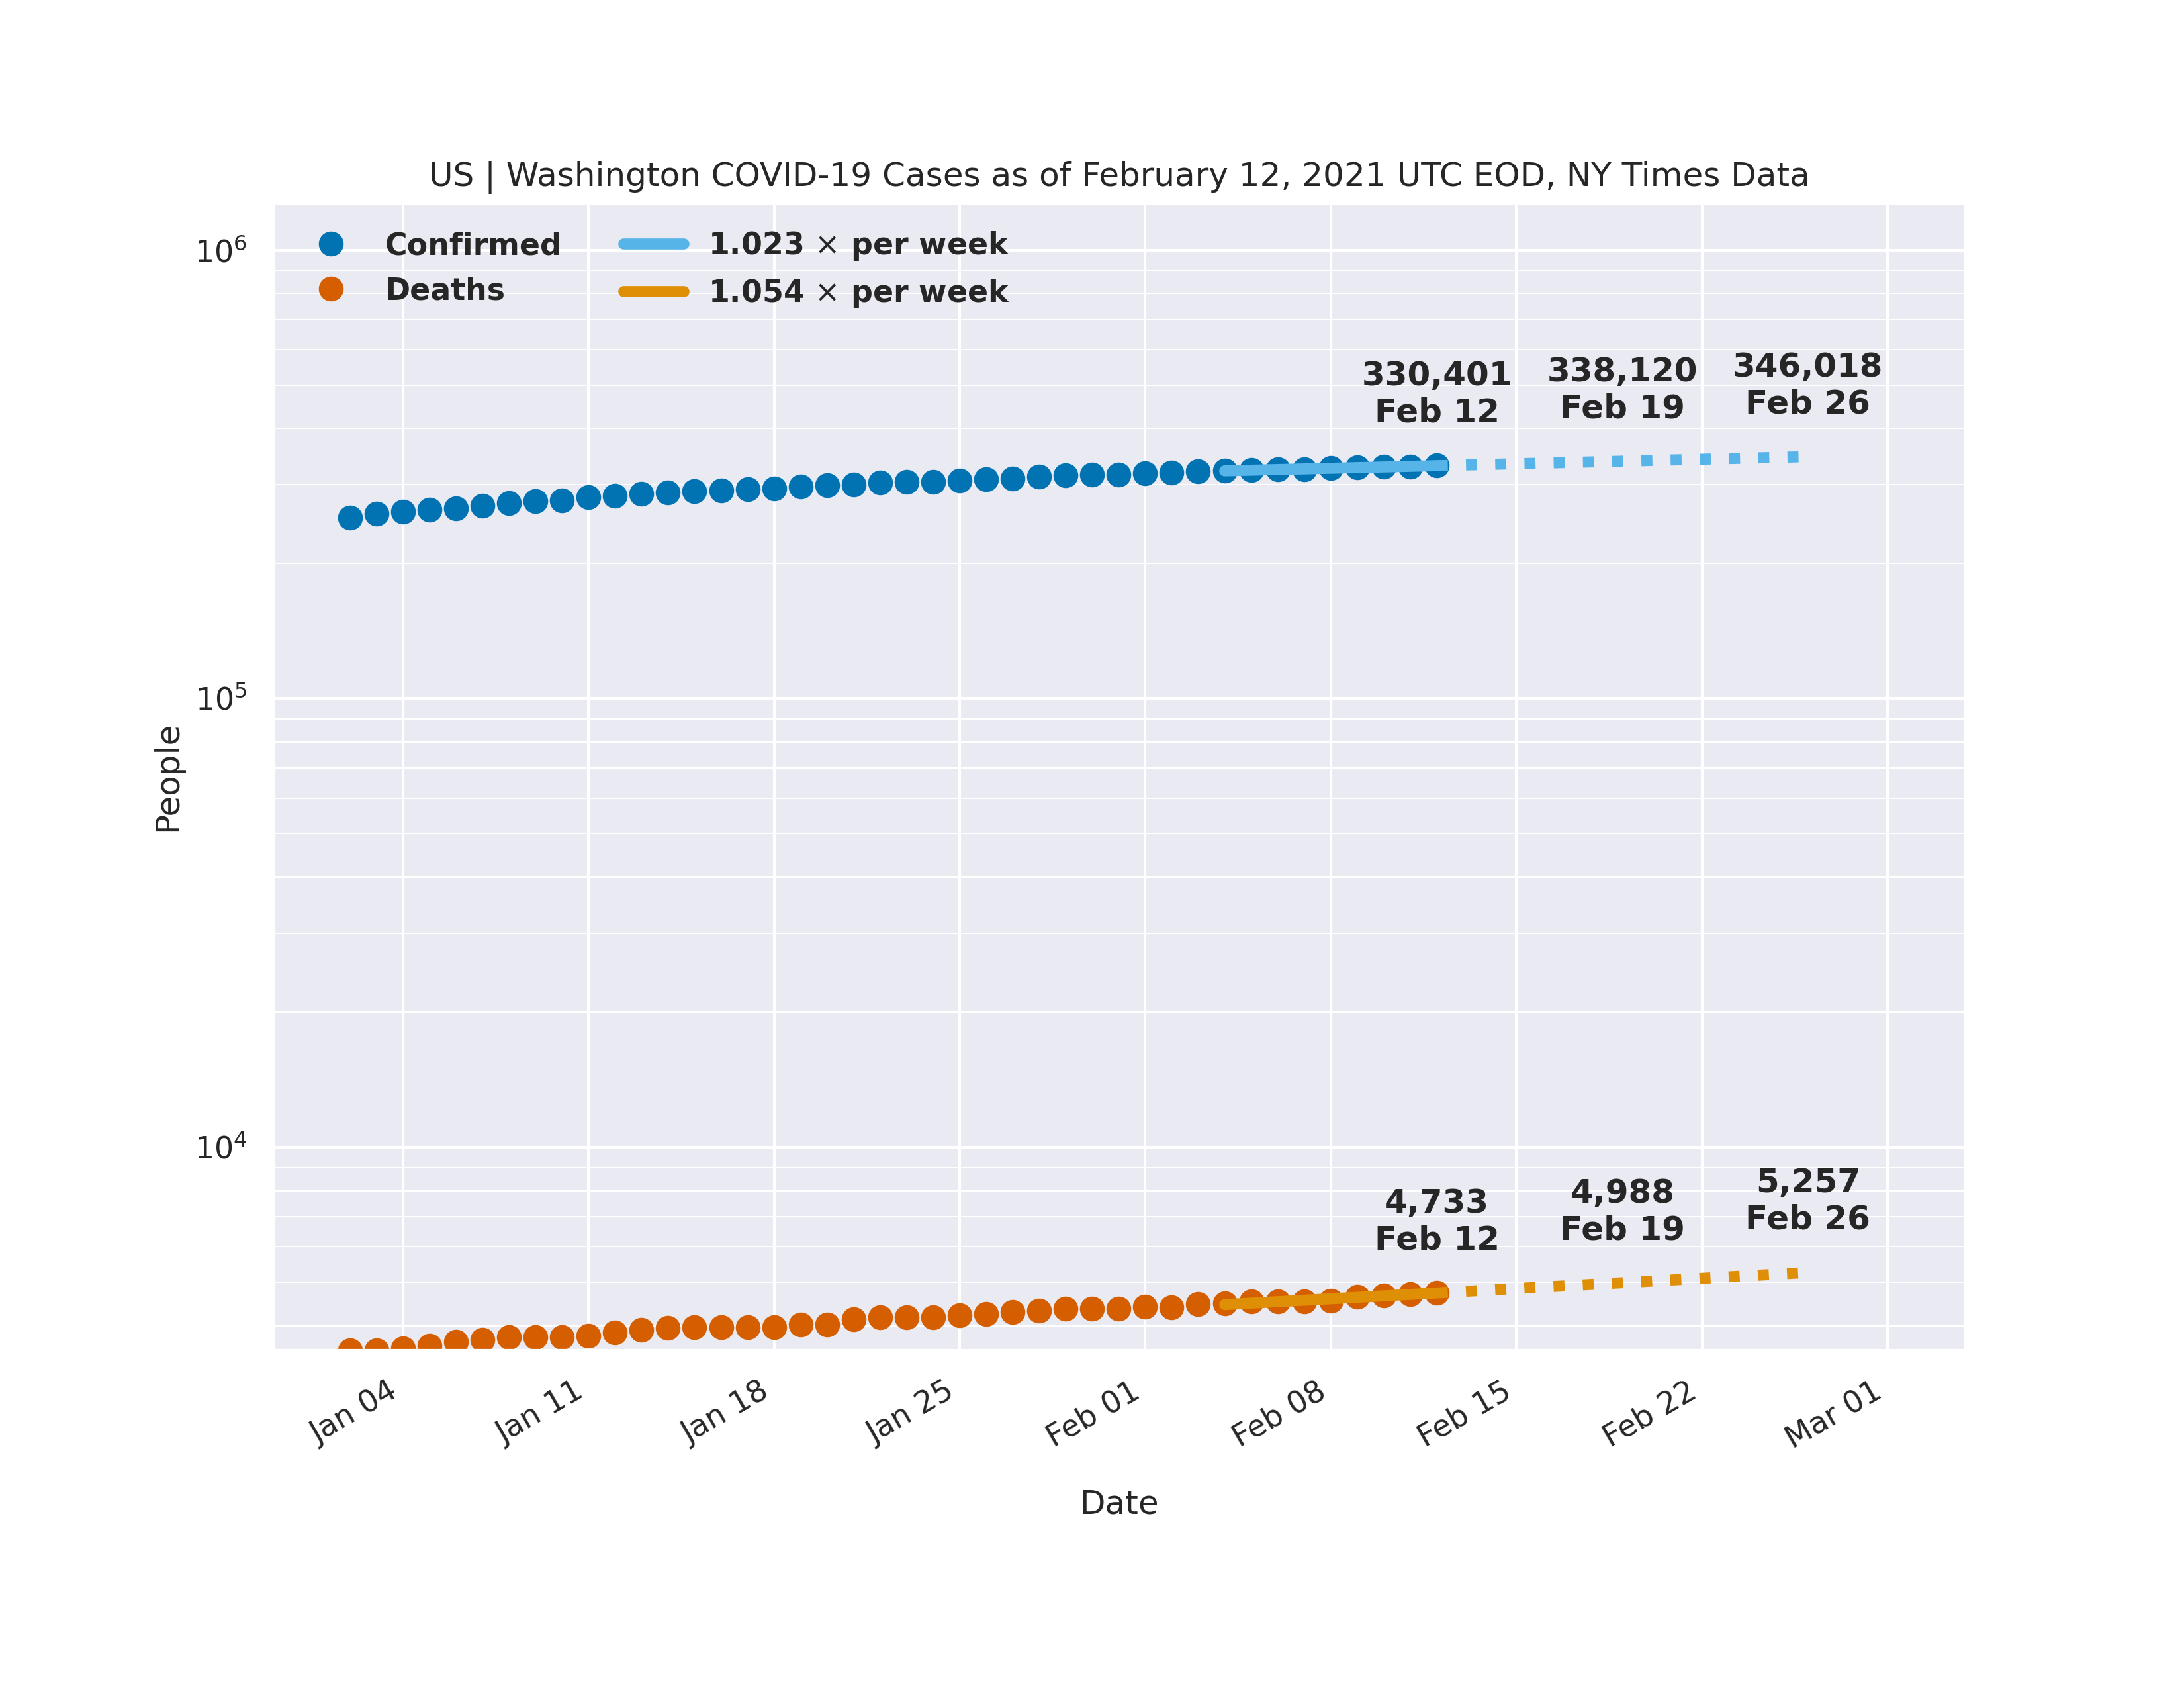 US | Washington COVID-19 Cases as of February 12, 2021 UTC EOD, NY Times Data
Confirmed
Deaths
1.023 × per week
1.054 × per week
10⁶
10⁵
10⁴
People
330,401
Feb 12
338,120
Feb 19
346,018
Feb 26
4,733
Feb 12
4,988
Feb 19
5,257
Feb 26
Jan 04
Jan 11
Jan 18
Jan 25
Feb 01
Feb 08
Feb 15
Feb 22
Mar 01
Date